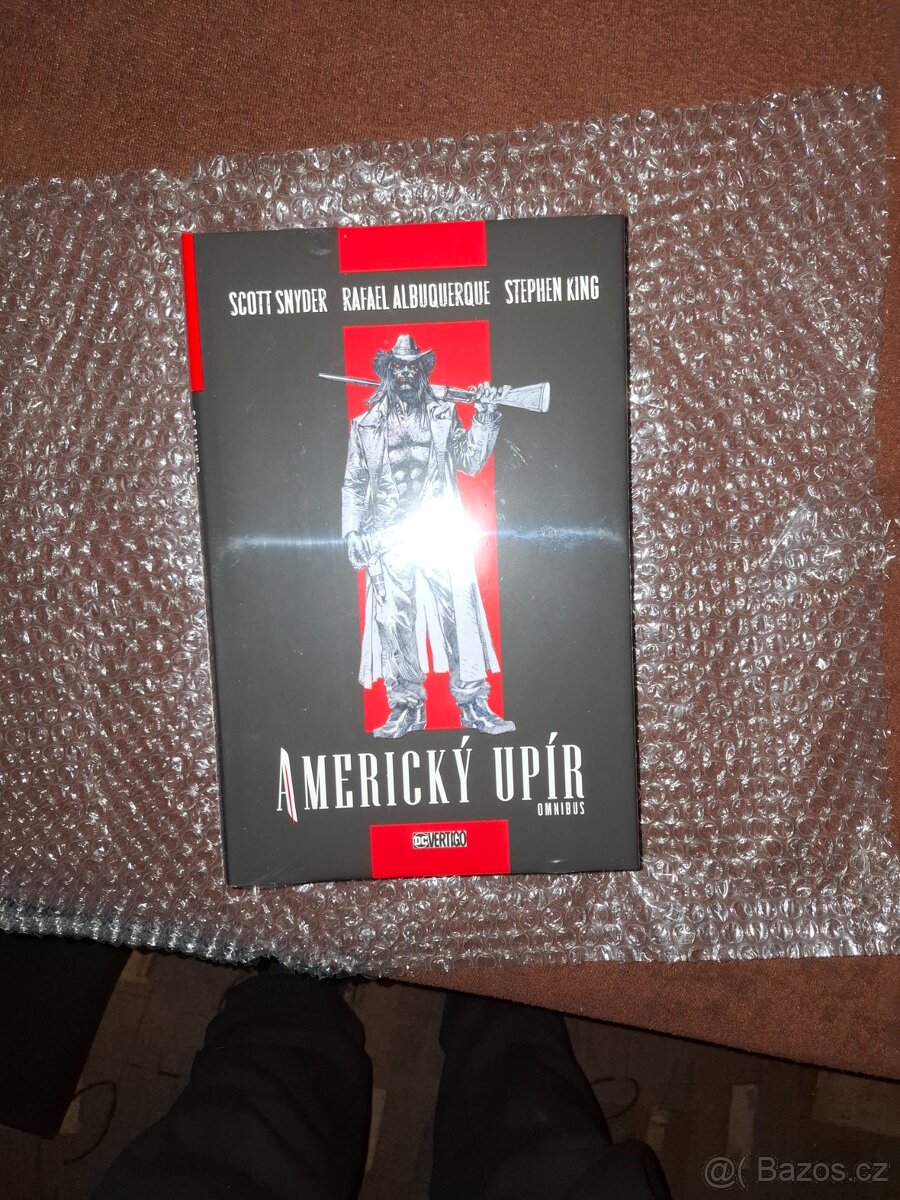 SCOTT SNYDER RAFAEL ALBUQUERQUE STEPHEN KING
AMERICKÝ UPÍR
OMNIBUS
DC VERTIGO
@( Bazos.cz